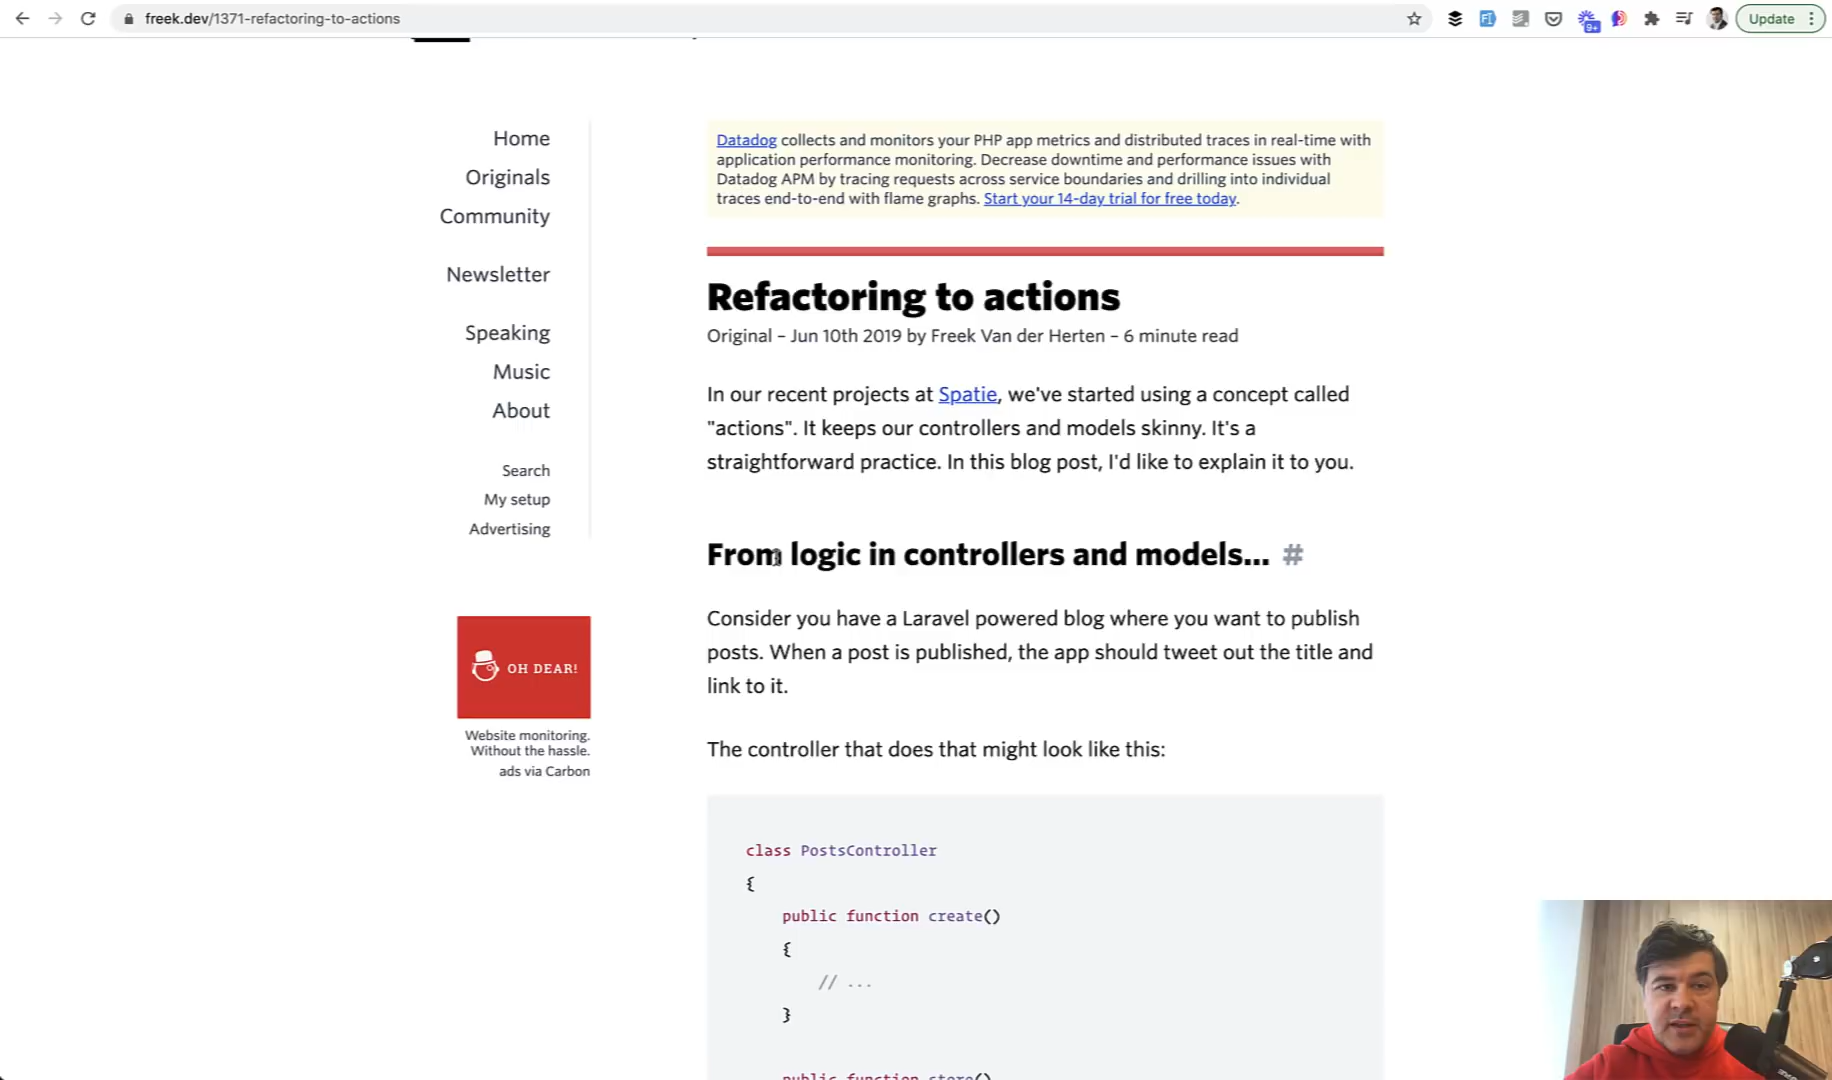 freek.dev/1371-refactoring-to-actions
9+
Update
Home
Originals
Community
Newsletter
Speaking
Music
About
Search
My setup
Advertising
OH DEAR!
Website monitoring.
Without the hassle.
ads via Carbon
Datadog collects and monitors your PHP app metrics and distributed traces in real-time with
application performance monitoring. Decrease downtime and performance issues with
Datadog APM by tracing requests across service boundaries and drilling into individual
traces end-to-end with flame graphs. Start your 14-day trial for free today.
Refactoring to actions
Original – Jun 10th 2019 by Freek Van der Herten – 6 minute read
In our recent projects at Spatie, we've started using a concept called
"actions". It keeps our controllers and models skinny. It's a
straightforward practice. In this blog post, I'd like to explain it to you.
From logic in controllers and models... #
Consider you have a Laravel powered blog where you want to publish
posts. When a post is published, the app should tweet out the title and
link to it.
The controller that does that might look like this:
class PostsController
{
public function create()
{
// ...
}
public function store()